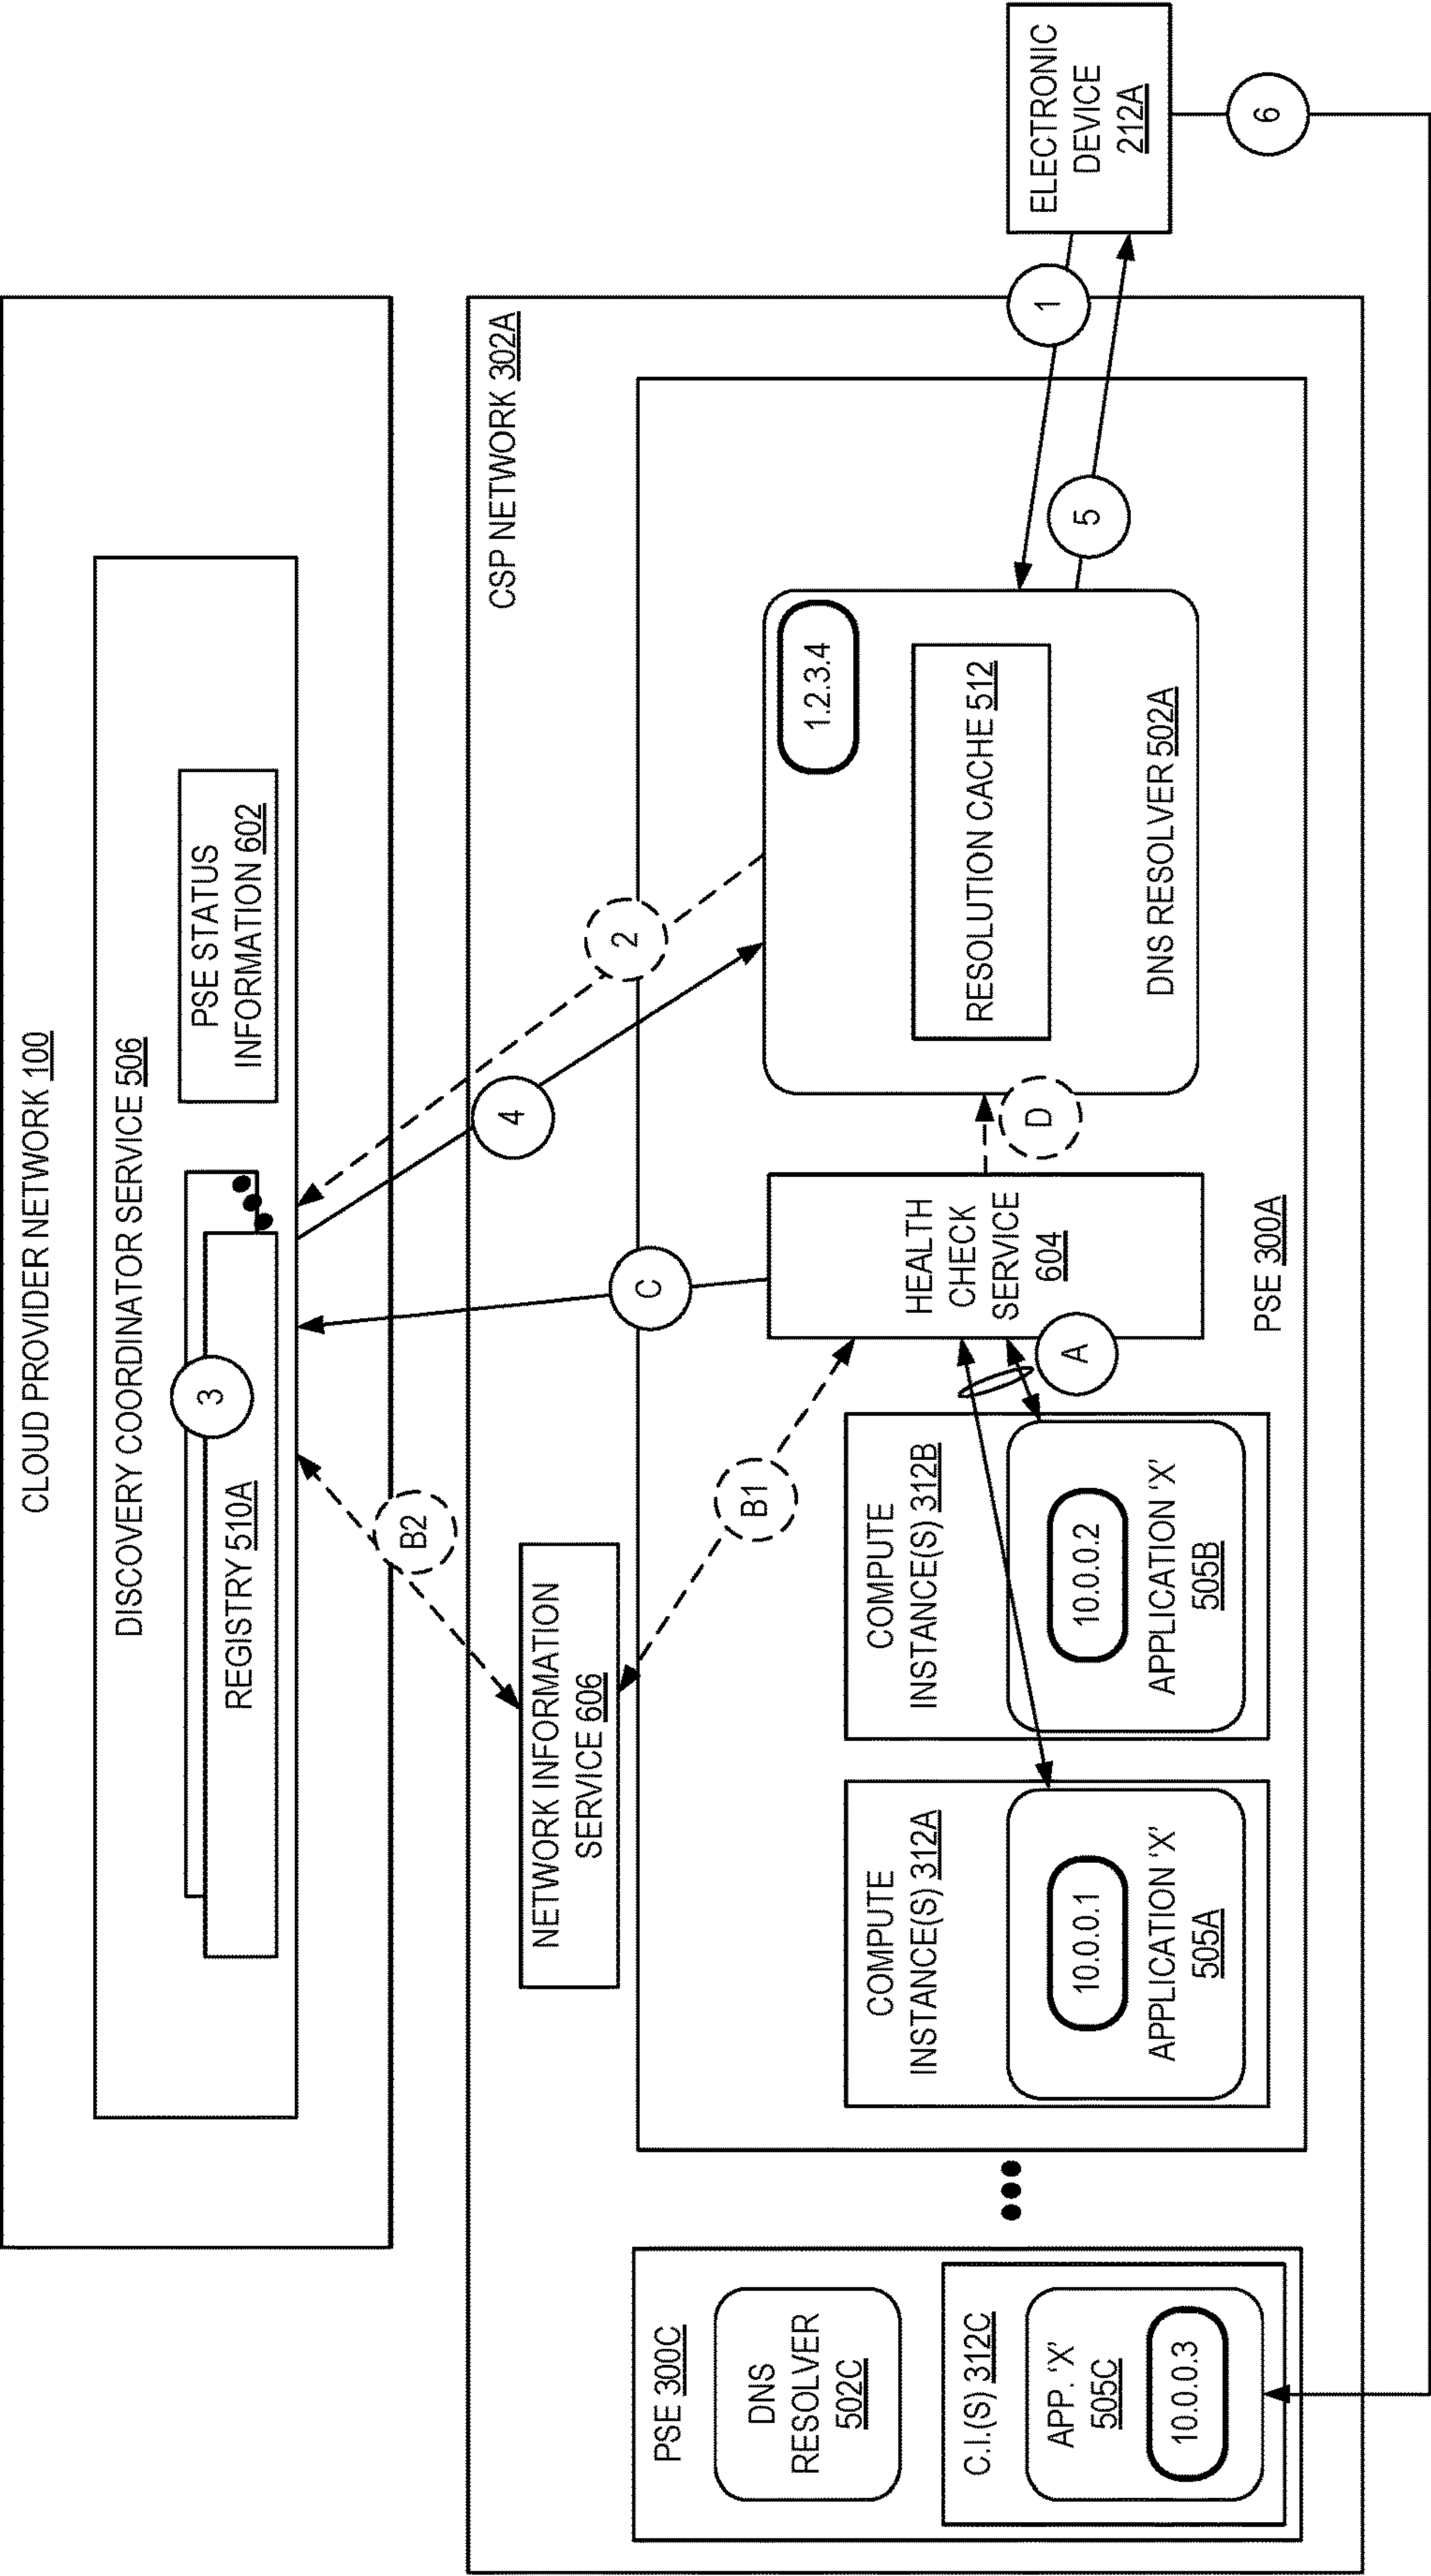 CLOUD PROVIDER NETWORK 100
DISCOVERY COORDINATOR SERVICE 506
REGISTRY 510A
3
PSE STATUS
INFORMATION 602
B2
4
2
C
CSP NETWORK 302A
NETWORK INFORMATION
SERVICE 606
B1
PSE 300C
DNS
RESOLVER
502C
C.I.(S) 312C
APP. ‘X’
505C
10.0.0.3
COMPUTE
INSTANCE(S) 312A
10.0.0.1
APPLICATION ‘X’
505A
COMPUTE
INSTANCE(S) 312B
10.0.0.2
APPLICATION ‘X’
505B
A
HEALTH
CHECK
SERVICE
604
D
1.2.3.4
RESOLUTION CACHE 512
DNS RESOLVER 502A
PSE 300A
1
5
ELECTRONIC
DEVICE
212A
6